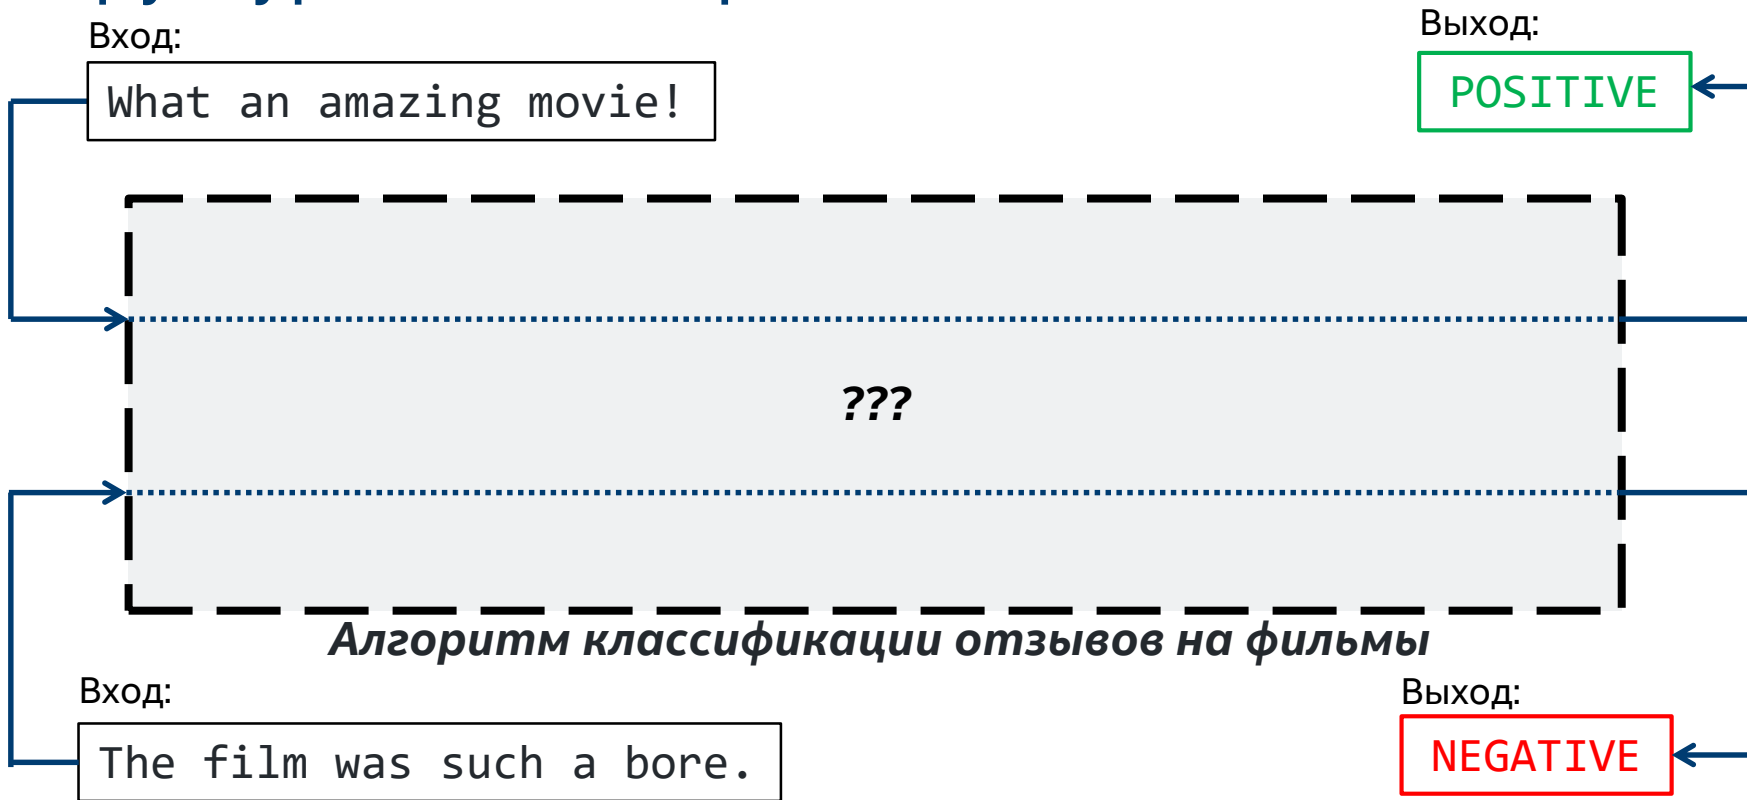 Вход:
Выход:
What an amazing movie!
POSITIVE
???
Алгоритм классификации отзывов на фильмы
Вход:
Выход:
The film was such a bore.
NEGATIVE